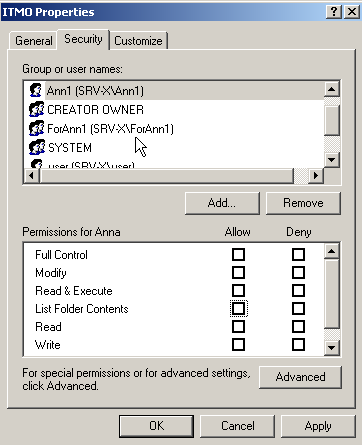 ITMO Properties
General
Security
Customize
Group or user names:
Ann1 (SRV-X\Ann1)
CREATOR OWNER
ForAnn1 (SRV-X\ForAnn1)
SYSTEM
user (SRV-X\user)
Add...
Remove
Permissions for Anna
Allow
Deny
Full Control
Modify
Read & Execute
List Folder Contents
Read
Write
For special permissions or for advanced settings,
click Advanced.
Advanced
OK
Cancel
Apply